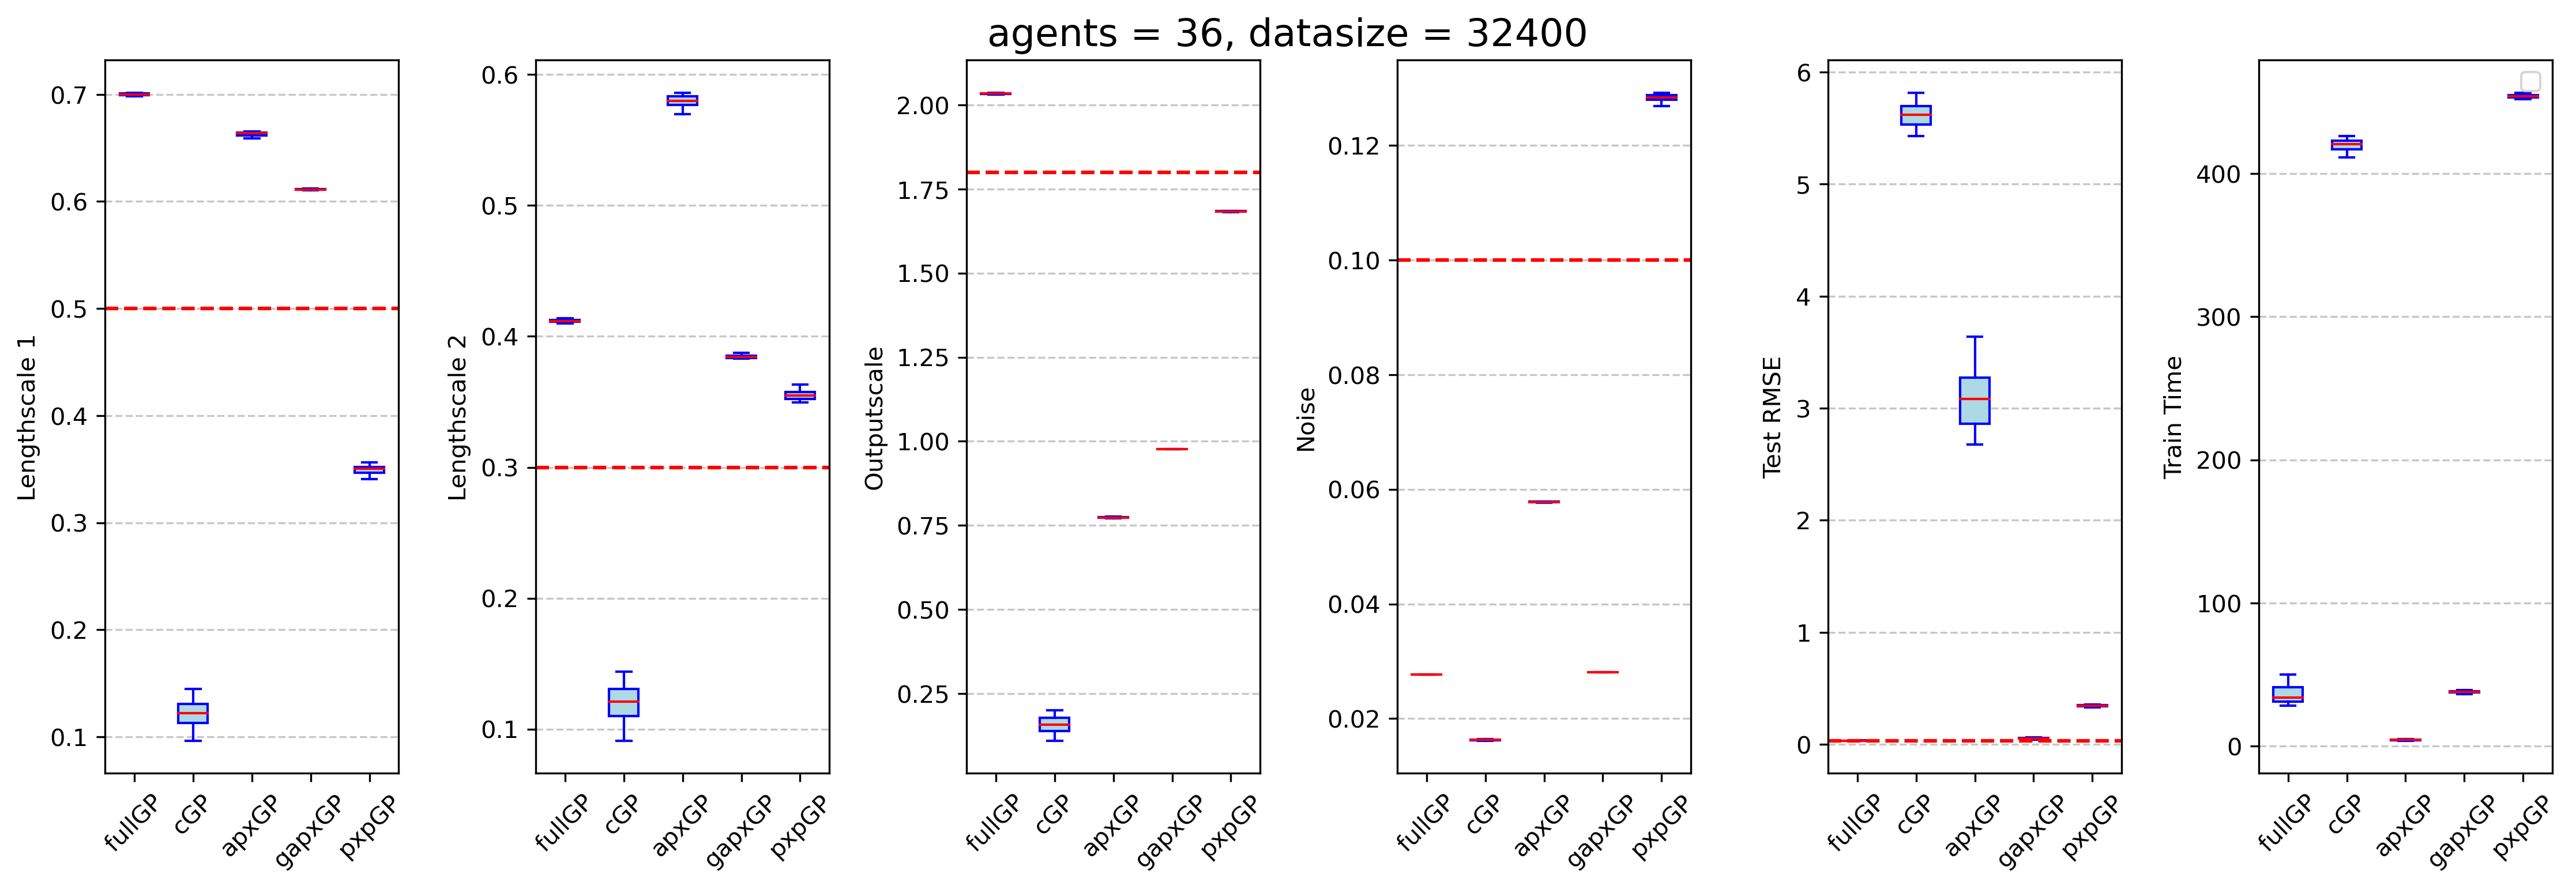 agents = 36, datasize = 32400
Lengthscale 1
0.7
0.6
0.5
0.4
0.3
0.2
0.1
fullGP
cGP
apxGP
gapxGP
pxpGP
Lengthscale 2
0.6
0.5
0.4
0.3
0.2
0.1
fullGP
cGP
apxGP
gapxGP
pxpGP
Outputscale
2.00
1.75
1.50
1.25
1.00
0.75
0.50
0.25
fullGP
cGP
apxGP
gapxGP
pxpGP
Noise
0.12
0.10
0.08
0.06
0.04
0.02
fullGP
cGP
apxGP
gapxGP
pxpGP
Test RMSE
6
5
4
3
2
1
0
fullGP
cGP
apxGP
gapxGP
pxpGP
Train Time
400
300
200
100
0
fullGP
cGP
apxGP
gapxGP
pxpGP